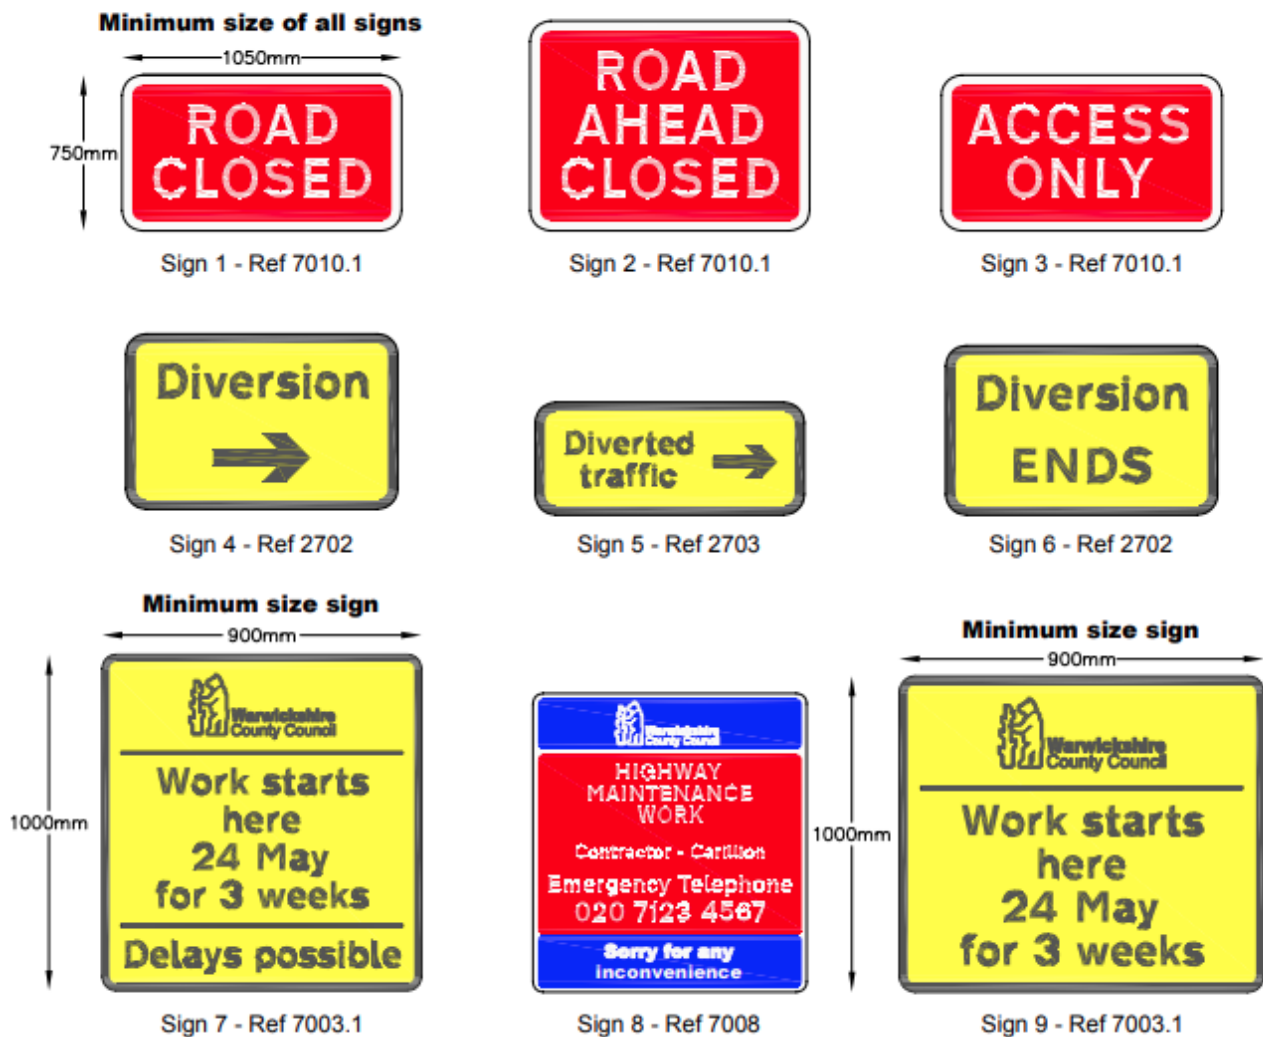 Minimum size of all signs
1050mm
750mm
ROAD
CLOSED
Sign 1 - Ref 7010.1
ROAD
AHEAD
CLOSED
Sign 2 - Ref 7010.1
ACCESS
ONLY
Sign 3 - Ref 7010.1
Diversion
Sign 4 - Ref 2702
Diverted
traffic
Sign 5 - Ref 2703
Diversion
ENDS
Sign 6 - Ref 2702
Minimum size sign
900mm
1000mm
Warwickshire
County Council
Work starts
here
24 May
for 3 weeks
Delays possible
Sign 7 - Ref 7003.1
Warwickshire
County Council
HIGHWAY
MAINTENANCE
WORK
Contractor - Carillion
Emergency Telephone
020 7123 4567
Sorry for any
inconvenience
Sign 8 - Ref 7008
Minimum size sign
900mm
1000mm
Warwickshire
County Council
Work starts
here
24 May
for 3 weeks
Sign 9 - Ref 7003.1